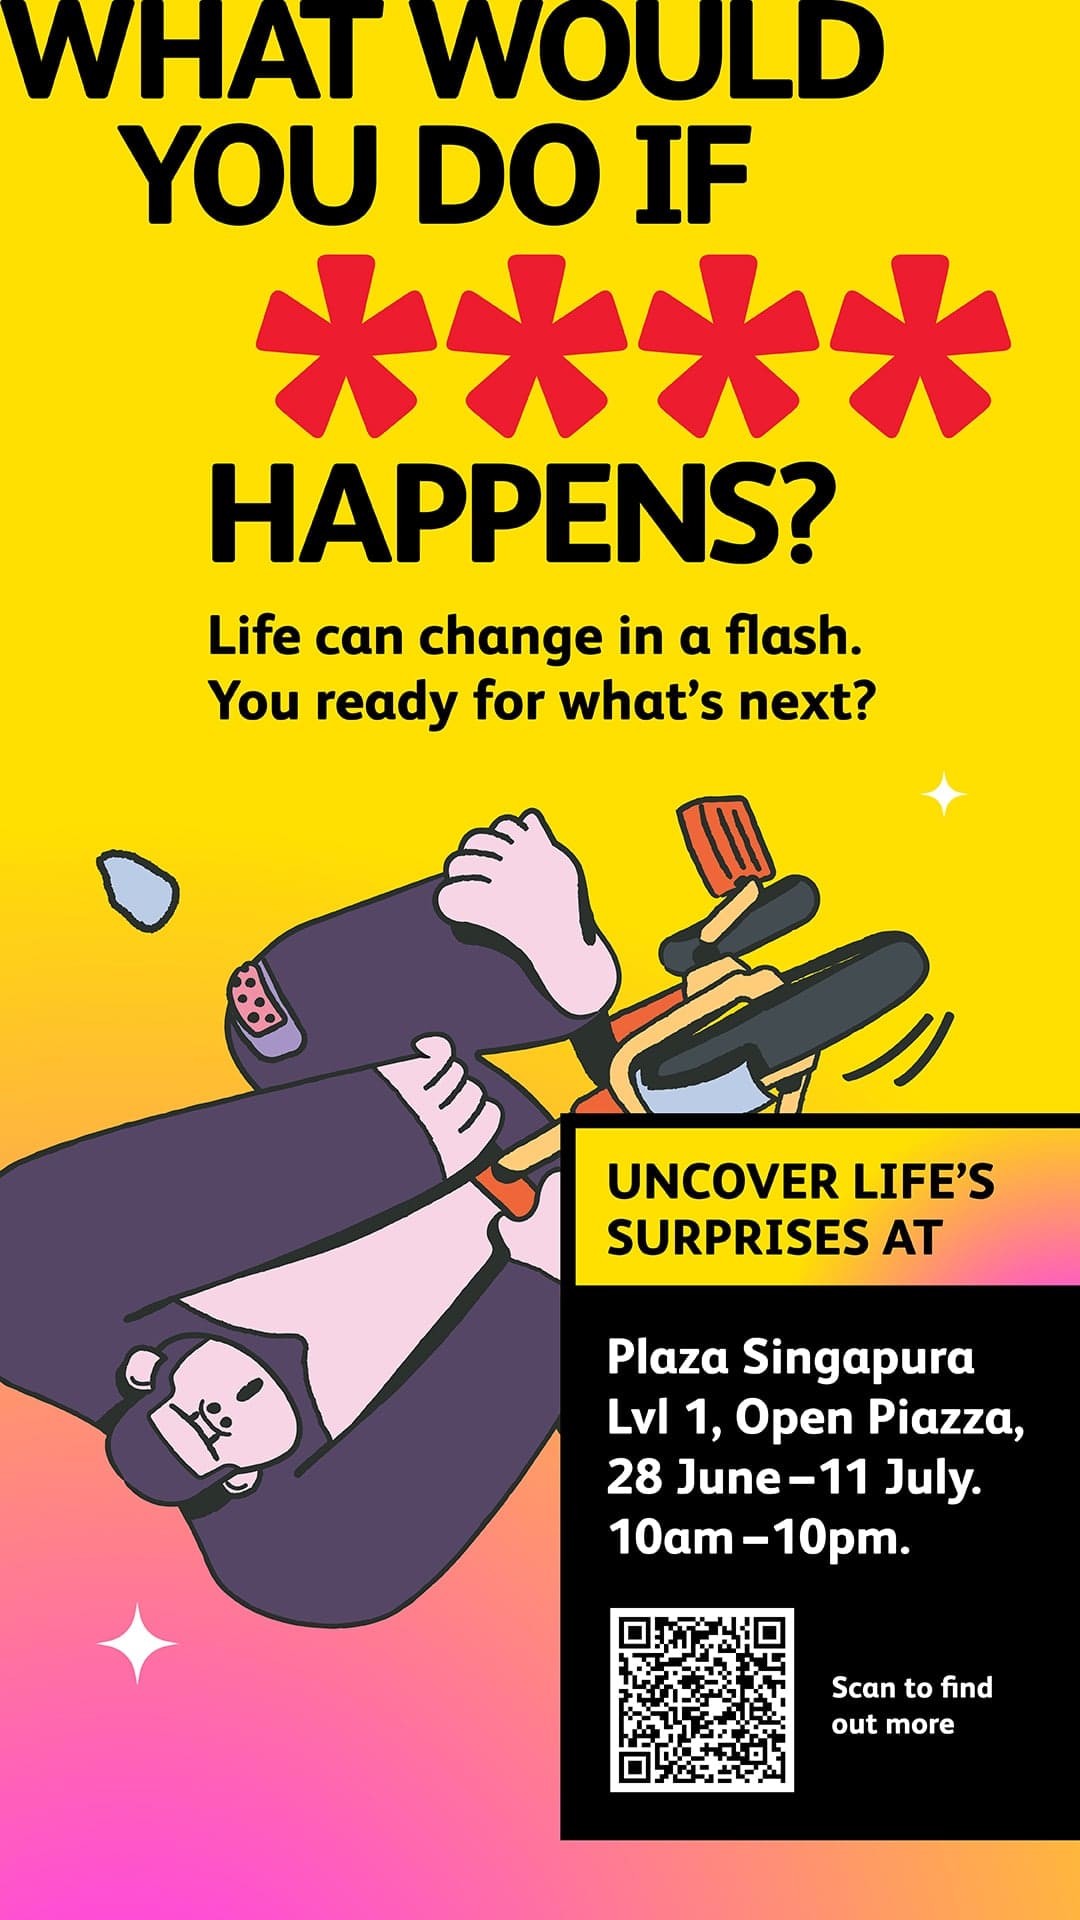 WHAT WOULD
YOU DO IF
****
HAPPENS?
Life can change in a flash.
You ready for what’s next?
UNCOVER LIFE’S
SURPRISES AT
Plaza Singapura
Lvl 1, Open Piazza,
28 June–11 July.
10am–10pm.
Scan to find
out more